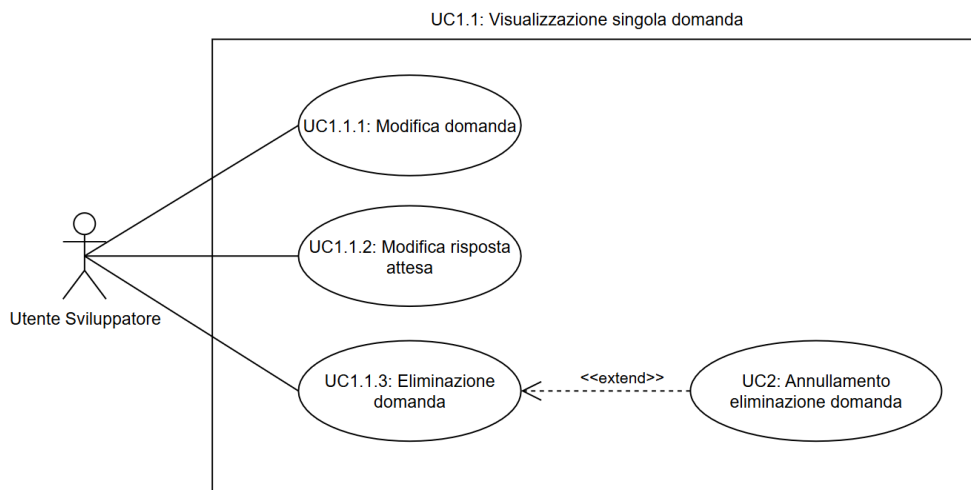 UC1.1: Visualizzazione singola domanda
UC1.1.1: Modifica domanda
UC1.1.2: Modifica risposta
attesa
Utente Sviluppatore
UC1.1.3: Eliminazione
domanda
<<extend>>
UC2: Annullamento
eliminazione domanda